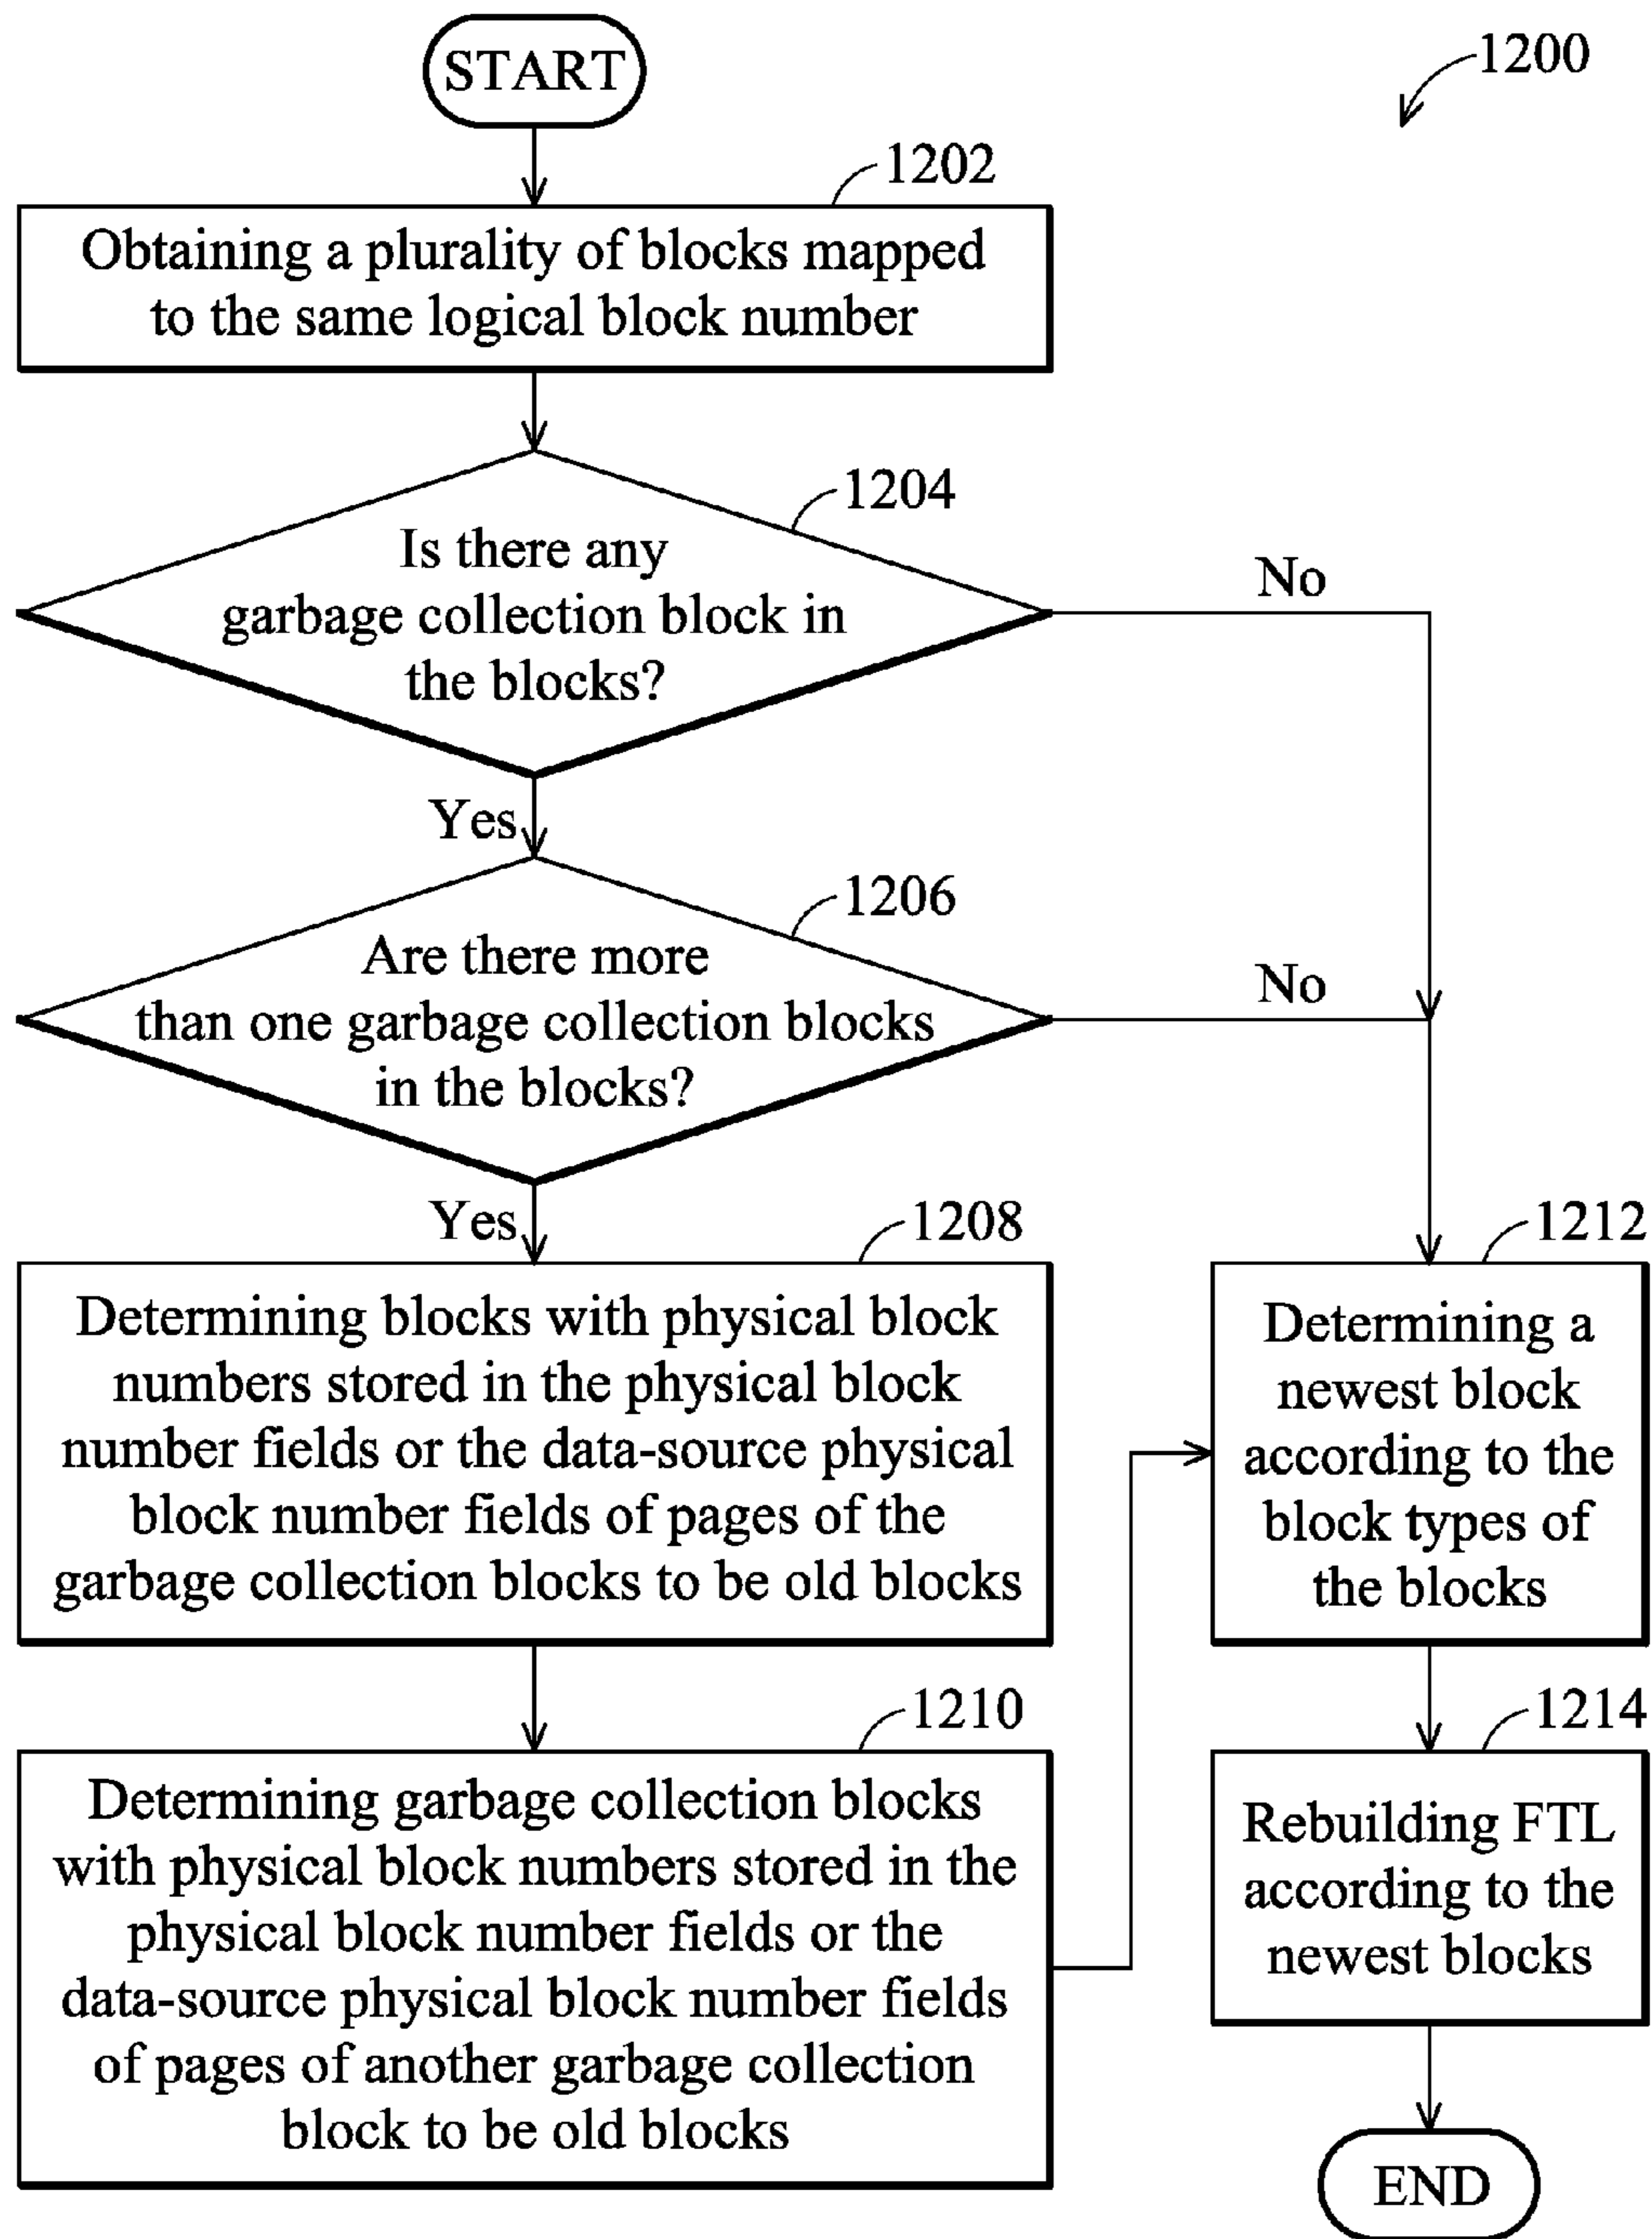 START
1200
1202
Obtaining a plurality of blocks mapped
to the same logical block number
1204
Is there any
garbage collection block in
the blocks?
No
Yes
1206
Are there more
than one garbage collection blocks
in the blocks?
No
Yes
1208
Determining blocks with physical block
numbers stored in the physical block
number fields or the data-source physical
block number fields of pages of the
garbage collection blocks to be old blocks
1210
Determining garbage collection blocks
with physical block numbers stored in the
physical block number fields or the
data-source physical block number fields
of pages of another garbage collection
block to be old blocks
1212
Determining a
newest block
according to the
block types of
the blocks
1214
Rebuilding FTL
according to the
newest blocks
END